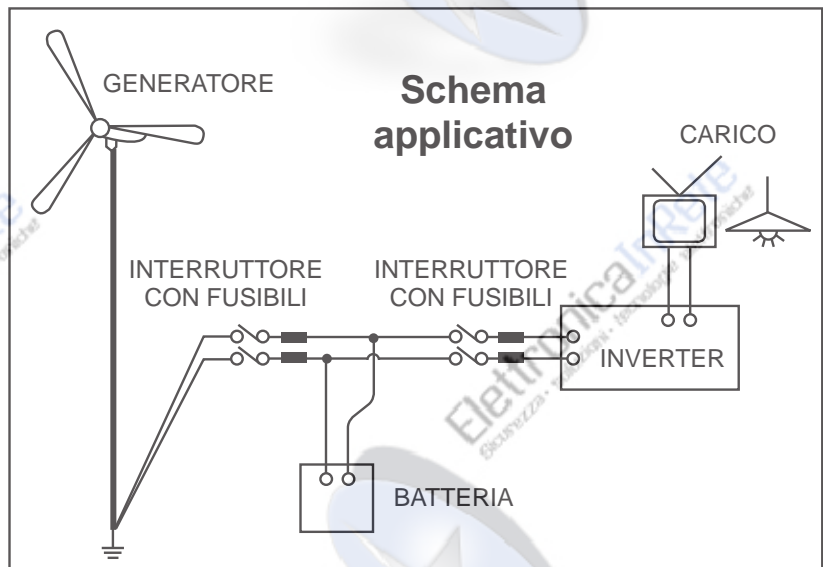 GENERATORE
Schema
applicativo
CARICO
INTERRUTTORE
CON FUSIBILI
INTERRUTTORE
CON FUSIBILI
INVERTER
BATTERIA
ElettronicaInRete